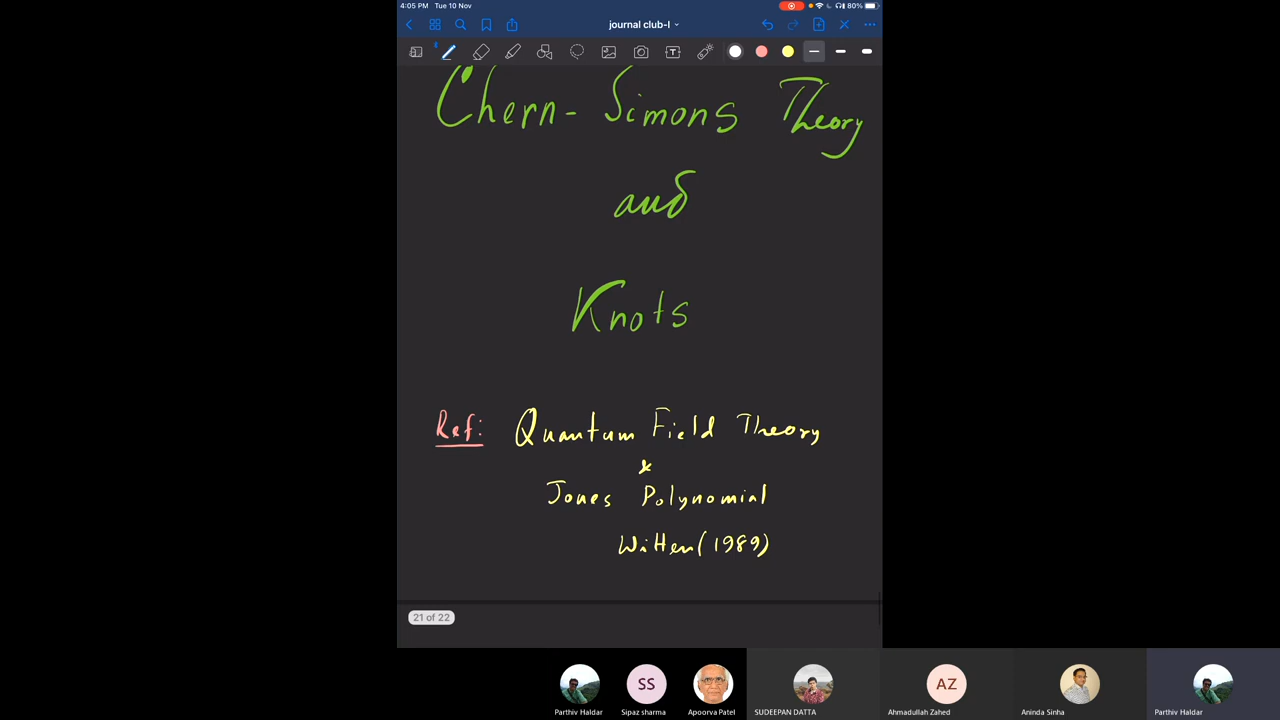 4:05 PM Tue 10 Nov 80%
journal club-I
Chern-Simons Theory
and
Knots
Ref: Quantum Field Theory
&
Jones Polynomial
Witten (1989)
21 of 22
SS
AZ
Parthiv Haldar
Sipaz sharma
Apoorva Patel
SUDEEPAN DATTA
Ahmadullah Zahed
Aninda Sinha
Parthiv Haldar